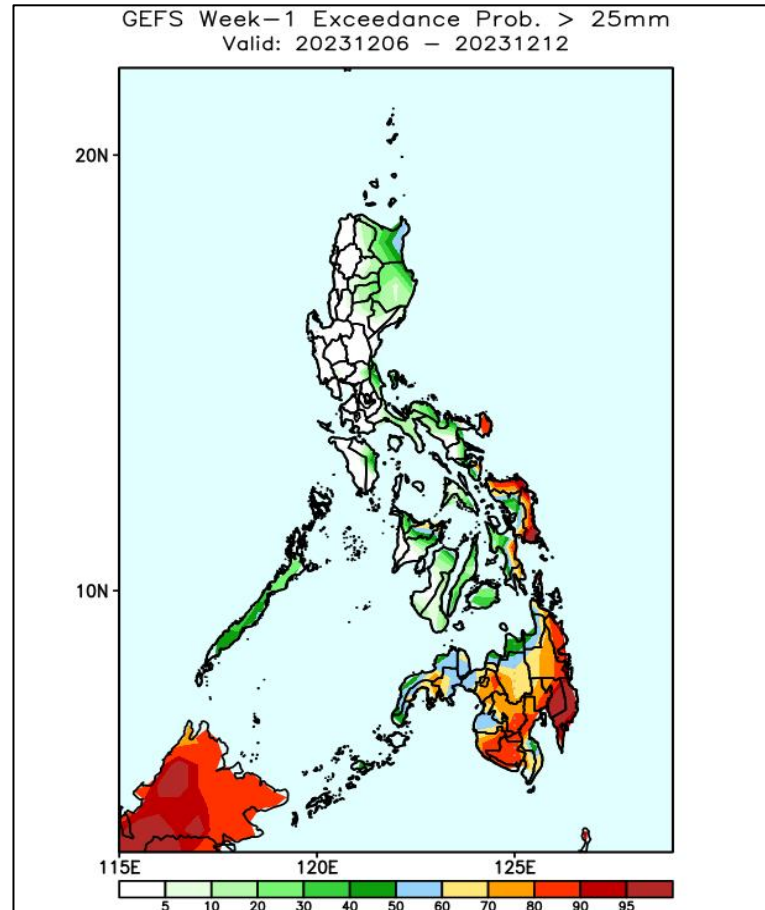 GEFS Week-1 Exceedance Prob. > 25mm
Valid: 20231206 - 20231212
20N
10N
115E 120E 125E
5 10 20 30 40 50 60 70 80 90 95